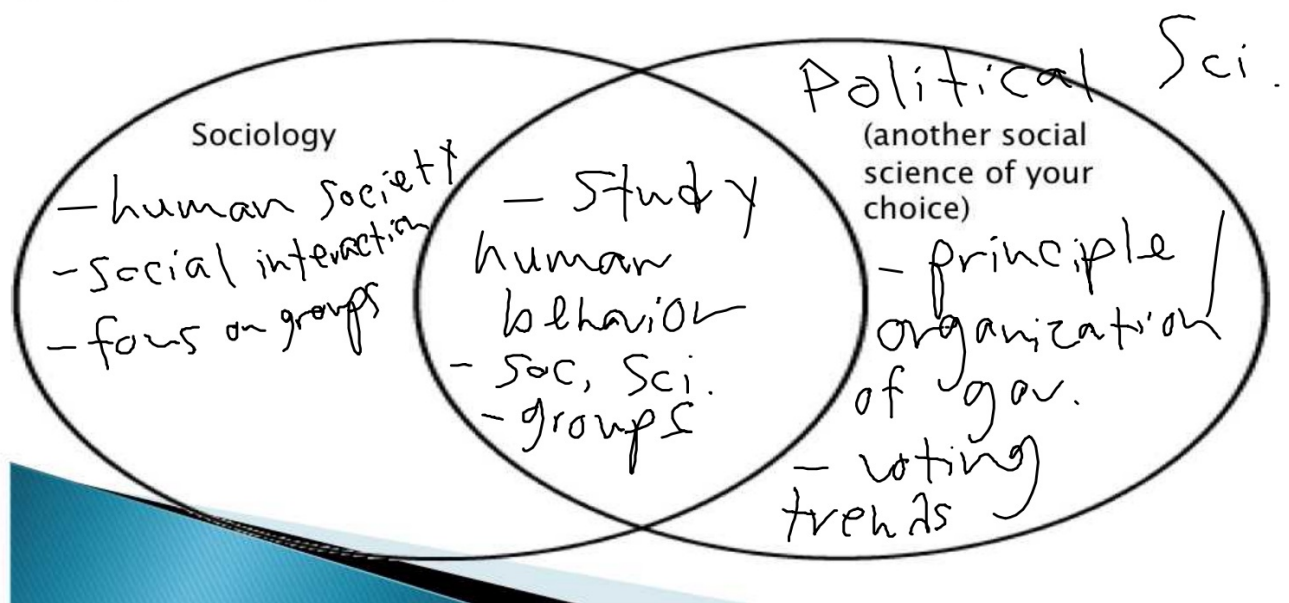 Political Sci.
Sociology
- human society
- social interaction
- focus on groups
- Study
human
behavior
- Soc, Sci.
- groups
(another social
science of your
choice)
- principle/
organization
of gov.
- voting
trends